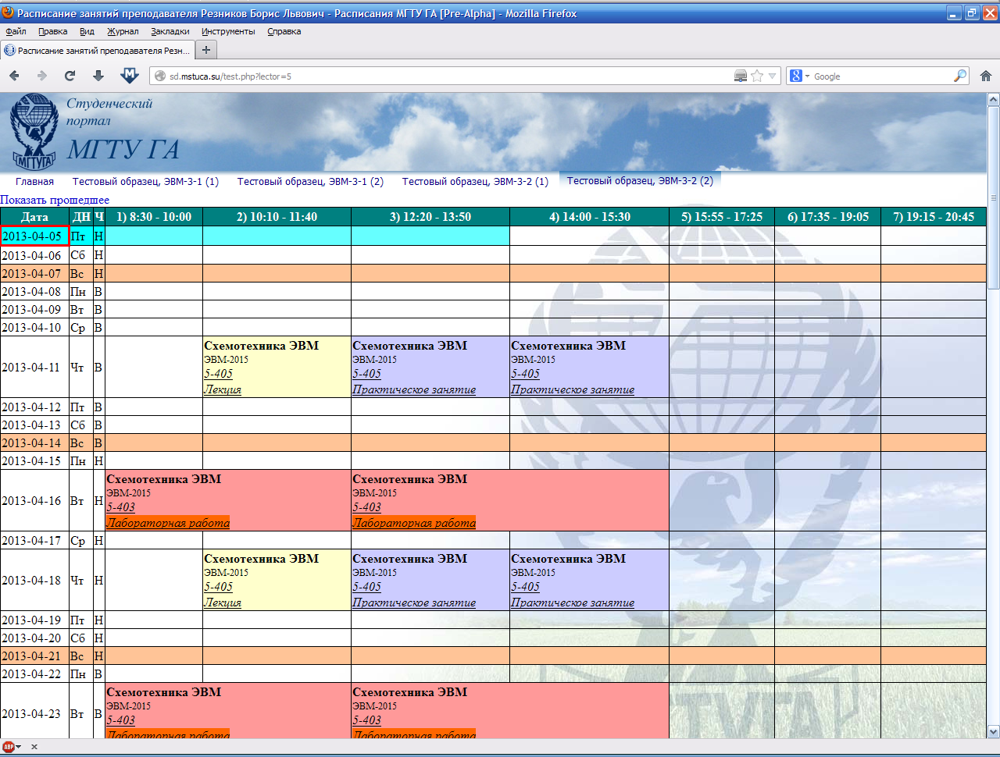 Расписание занятий преподавателя Резников Борис Львович - Расписания МГТУ ГА [Pre-Alpha] - Mozilla Firefox
Файл Правка Вид Журнал Закладки Инструменты Справка
Расписание занятий преподавателя Резн...
sd.mstuca.su/test.php?lector=5 Google
Студенческий
портал
МГТУ ГА
МГТУГА
Главная Тестовый образец, ЭВМ-3-1 (1) Тестовый образец, ЭВМ-3-1 (2) Тестовый образец, ЭВМ-3-2 (1) Тестовый образец, ЭВМ-3-2 (2)
Показать прошедшее
Дата ДН Ч 1) 8:30 - 10:00 2) 10:10 - 11:40 3) 12:20 - 13:50 4) 14:00 - 15:30 5) 15:55 - 17:25 6) 17:35 - 19:05 7) 19:15 - 20:45
2013-04-05 Пт Н
2013-04-06 Сб Н
2013-04-07 Вс Н
2013-04-08 Пн В
2013-04-09 Вт В
2013-04-10 Ср В
Схемотехника ЭВМ Схемотехника ЭВМ Схемотехника ЭВМ
ЭВМ-2015 ЭВМ-2015 ЭВМ-2015
2013-04-11 Чт В 5-405 5-405 5-405
Лекция Практическое занятие Практическое занятие
2013-04-12 Пт В
2013-04-13 Сб В
2013-04-14 Вс В
2013-04-15 Пн Н
Схемотехника ЭВМ Схемотехника ЭВМ
ЭВМ-2015 ЭВМ-2015
2013-04-16 Вт Н 5-403 5-403
Лабораторная работа Лабораторная работа
2013-04-17 Ср Н
Схемотехника ЭВМ Схемотехника ЭВМ Схемотехника ЭВМ
ЭВМ-2015 ЭВМ-2015 ЭВМ-2015
2013-04-18 Чт Н 5-405 5-405 5-405
Лекция Практическое занятие Практическое занятие
2013-04-19 Пт Н
2013-04-20 Сб Н
2013-04-21 Вс Н
2013-04-22 Пн В
Схемотехника ЭВМ Схемотехника ЭВМ
ЭВМ-2015 ЭВМ-2015
2013-04-23 Вт В 5-403 5-403
Лабораторная работа Лабораторная работа
ABP